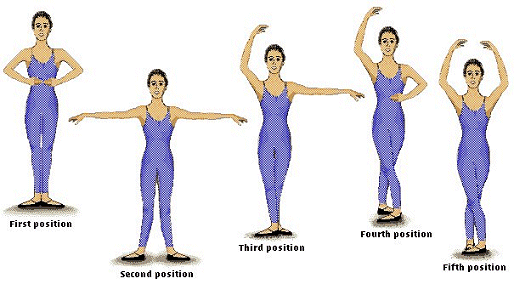 First position
Second position
Third position
Fourth position
Fifth position